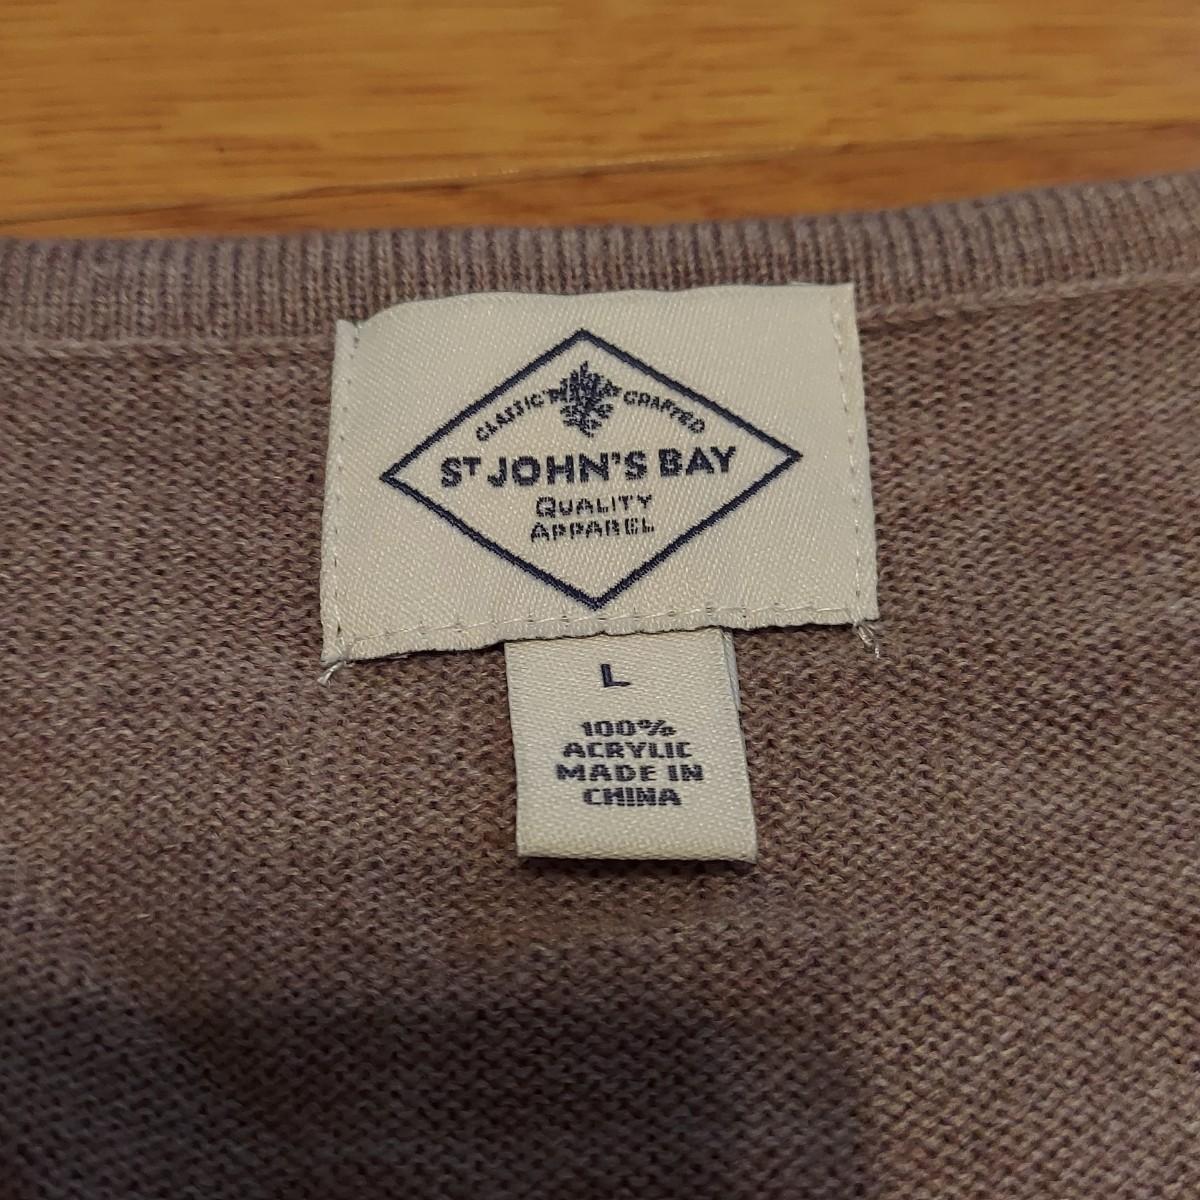 CLASSIC CRAFTED
ST JOHN'S BAY
QUALITY
APPAREL
L
100%
ACRYLIC
MADE IN
CHINA